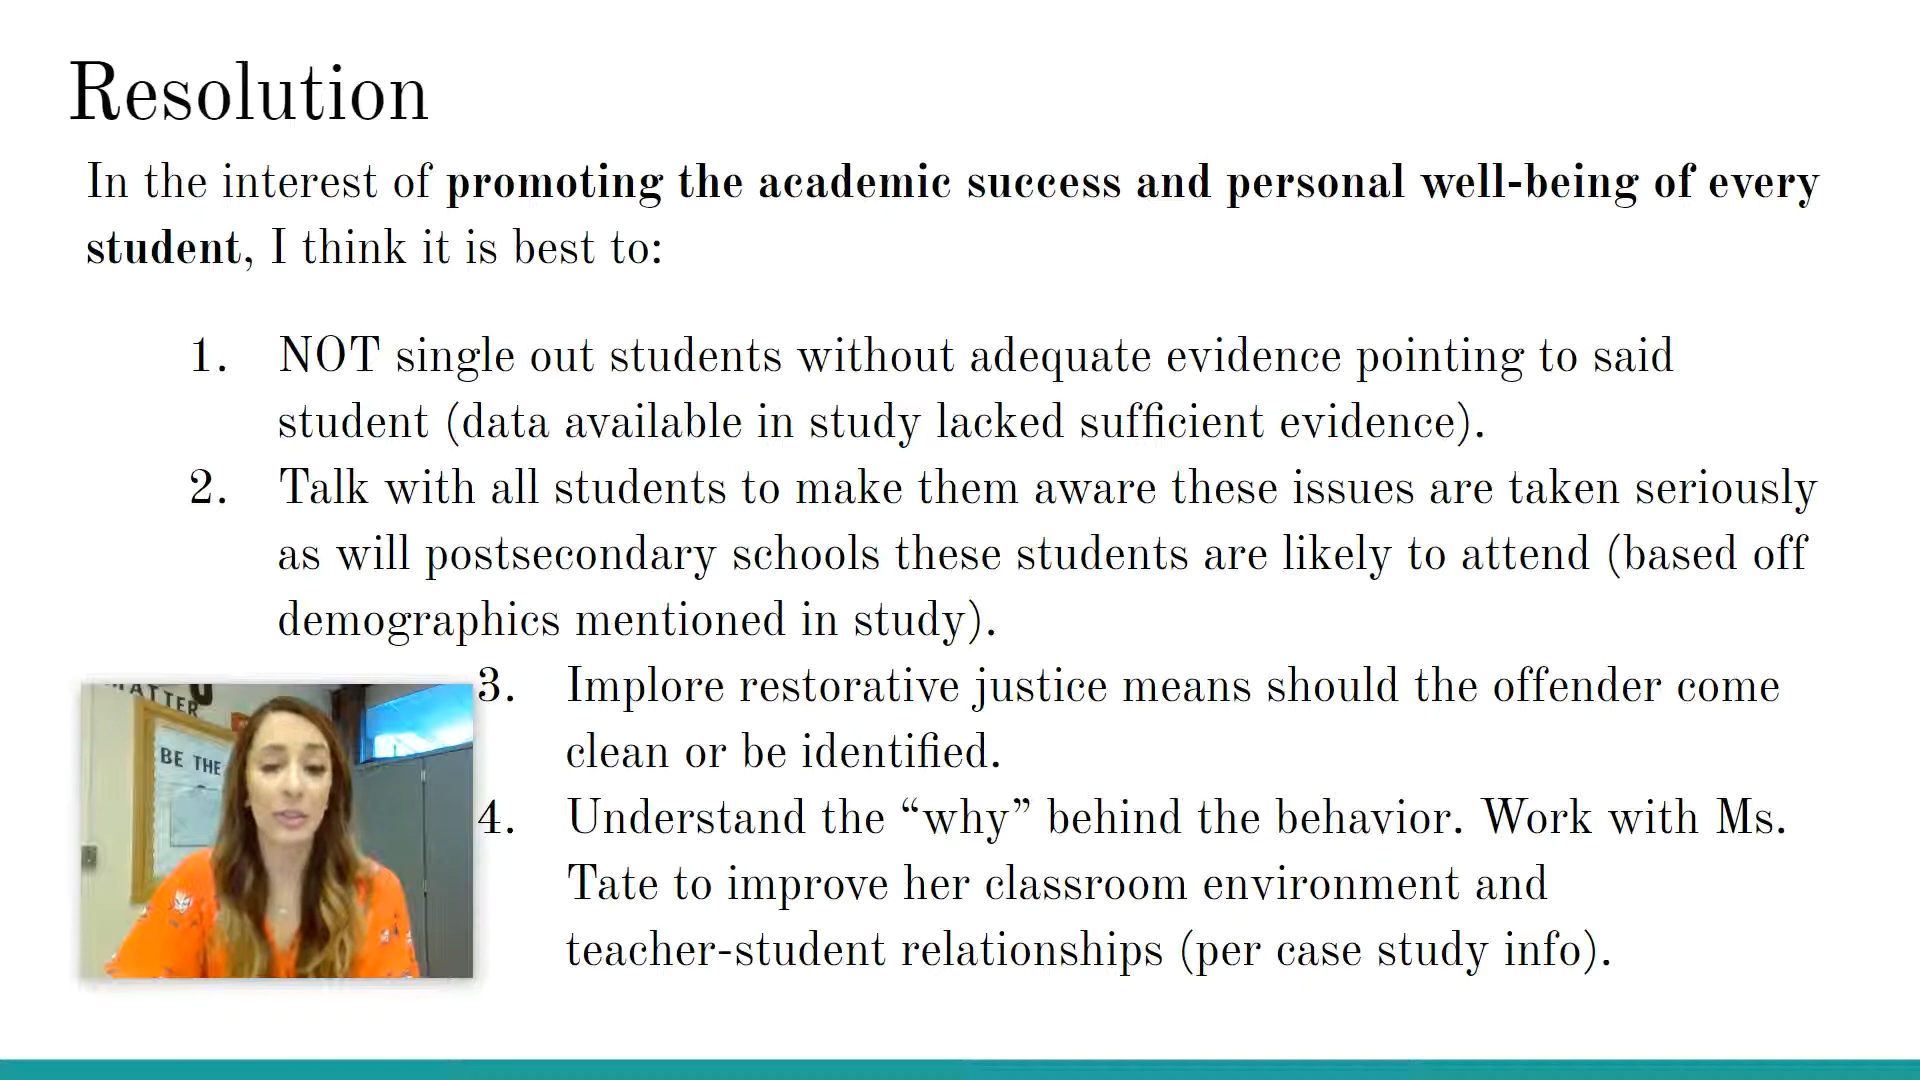 Resolution
In the interest of promoting the academic success and personal well-being of every
student, I think it is best to:
1. NOT single out students without adequate evidence pointing to said
student (data available in study lacked sufficient evidence).
2. Talk with all students to make them aware these issues are taken seriously
as will postsecondary schools these students are likely to attend (based off
demographics mentioned in study).
3. Implore restorative justice means should the offender come
clean or be identified.
4. Understand the “why” behind the behavior. Work with Ms.
Tate to improve her classroom environment and
teacher-student relationships (per case study info).
MATTER
BE THE